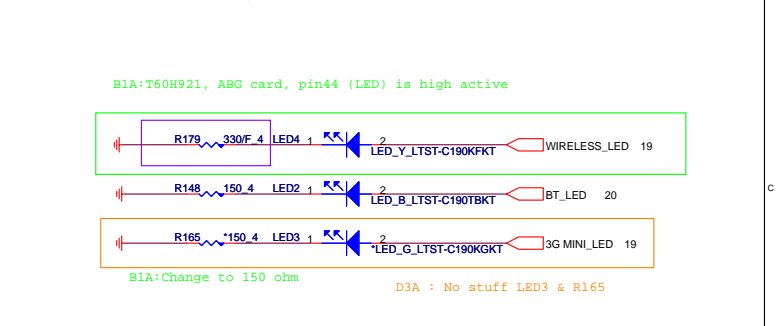 B1A:T60H921, ABG card, pin44 (LED) is high active
R179 330/F_4 LED4 1 2 LED_Y_LTST-C190KFKT WIRELESS_LED 19
R148 150_4 LED2 1 2 LED_B_LTST-C190TBKT BT_LED 20
C
R165 *150_4 LED3 1 2 *LED_G_LTST-C190KGKT 3G MINI_LED 19
B1A:Change to 150 ohm
D3A : No stuff LED3 & R165